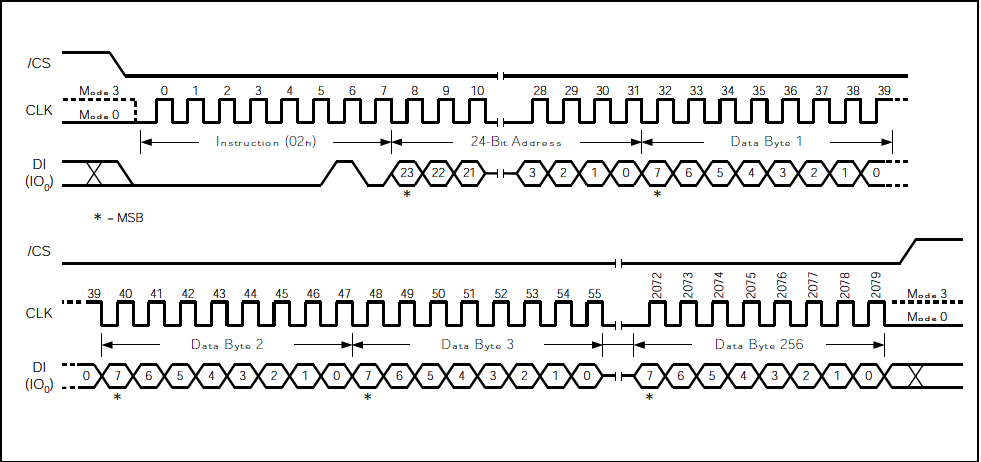 /CS
Mode 3 0 1 2 3 4 5 6 7 8 9 10 28 29 30 31 32 33 34 35 36 37 38 39
CLK
Mode 0
Instruction (02h) 24-Bit Address Data Byte 1
DI
(IO0)
23 22 21 3 2 1 0 7 6 5 4 3 2 1 0
* *
* = MSB
/CS
2072 2073 2074 2075 2076 2077 2078 2079
39 40 41 42 43 44 45 46 47 48 49 50 51 52 53 54 55 Mode 3
CLK
Mode 0
Data Byte 2 Data Byte 3 Data Byte 256
DI
(IO0)
0 7 6 5 4 3 2 1 0 7 6 5 4 3 2 1 0 7 6 5 4 3 2 1 0
* * *